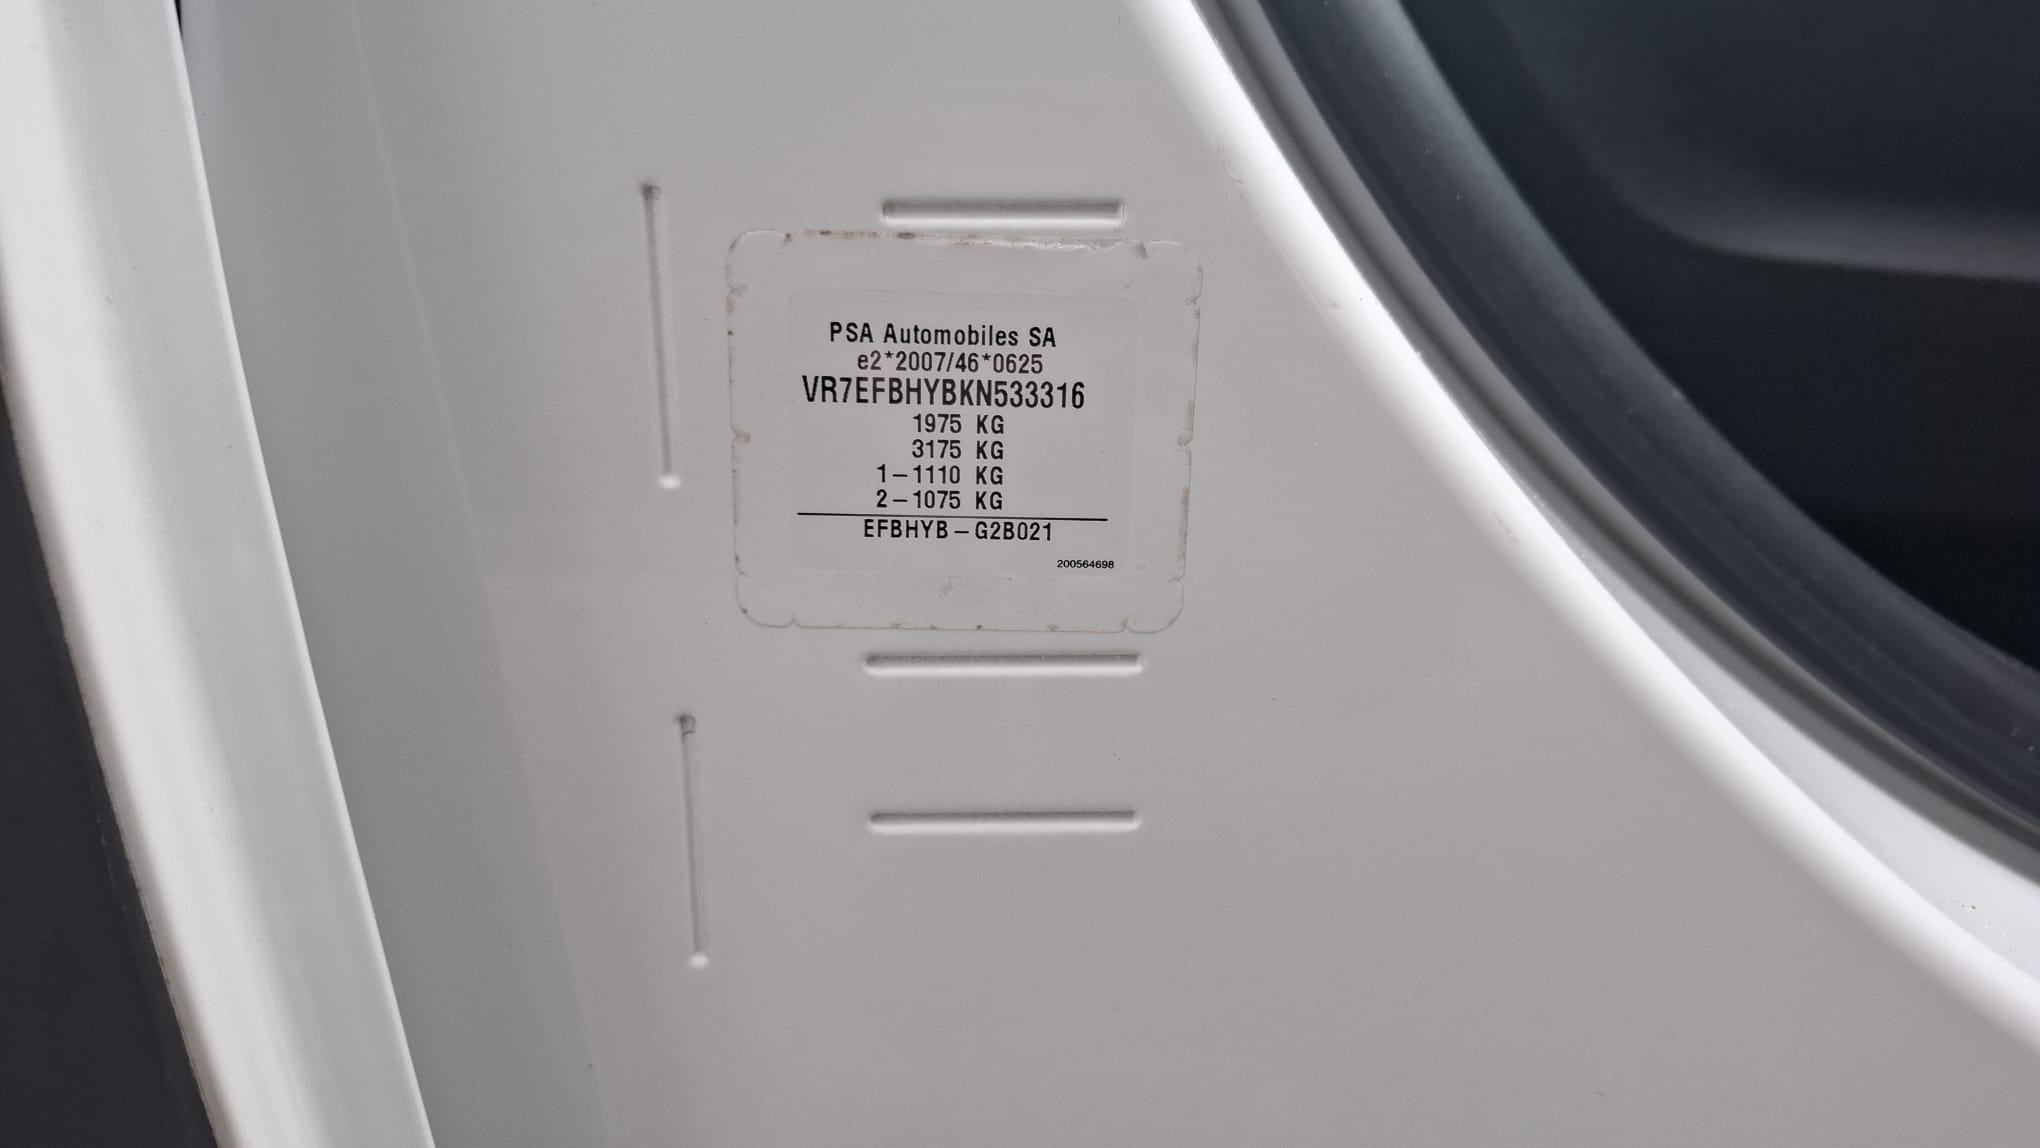 PSA Automobiles SA
e2*2007/46*0625
VR7EFBHYBKN533316
1975 KG
3175 KG
1–1110 KG
2–1075 KG
EFBHYB–G2B021
200564698